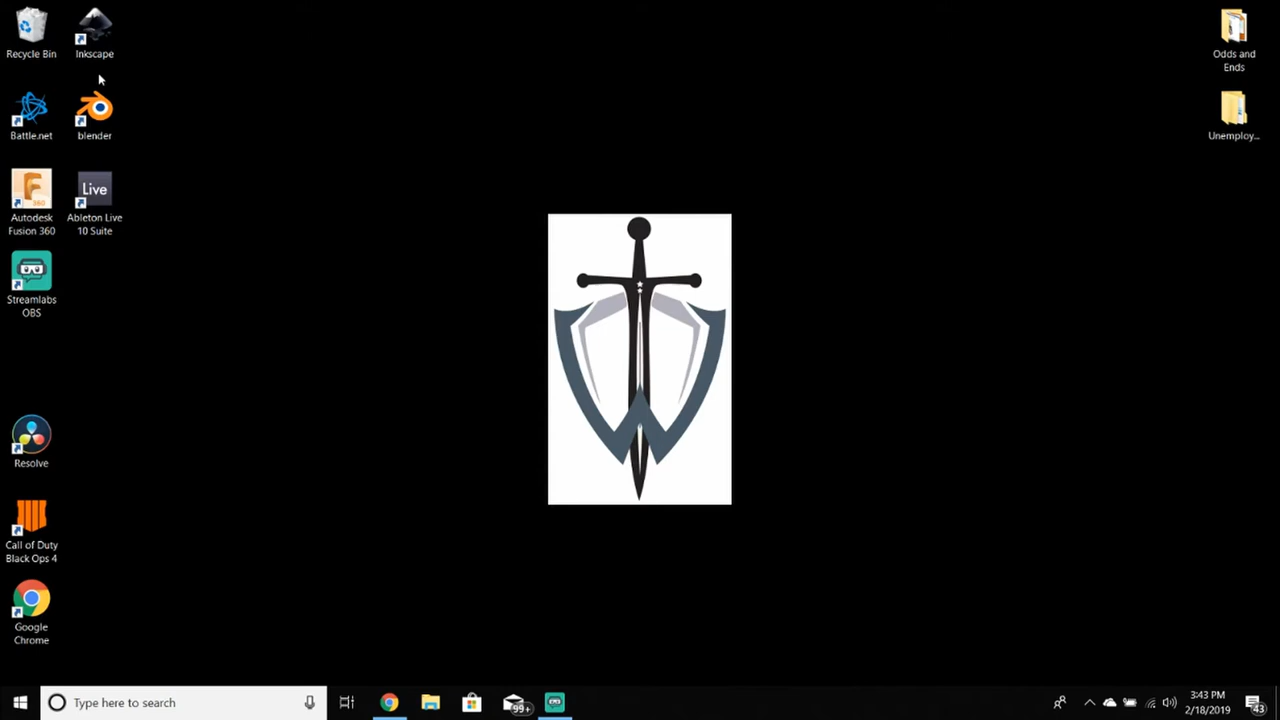 Recycle Bin
Inkscape
Battle.net
blender
Autodesk
Fusion 360
Live
Ableton Live
10 Suite
Streamlabs
OBS
Resolve
Call of Duty
Black Ops 4
Google
Chrome
Odds and
Ends
Unemploy...
Type here to search
99+
3:43 PM
2/18/2019